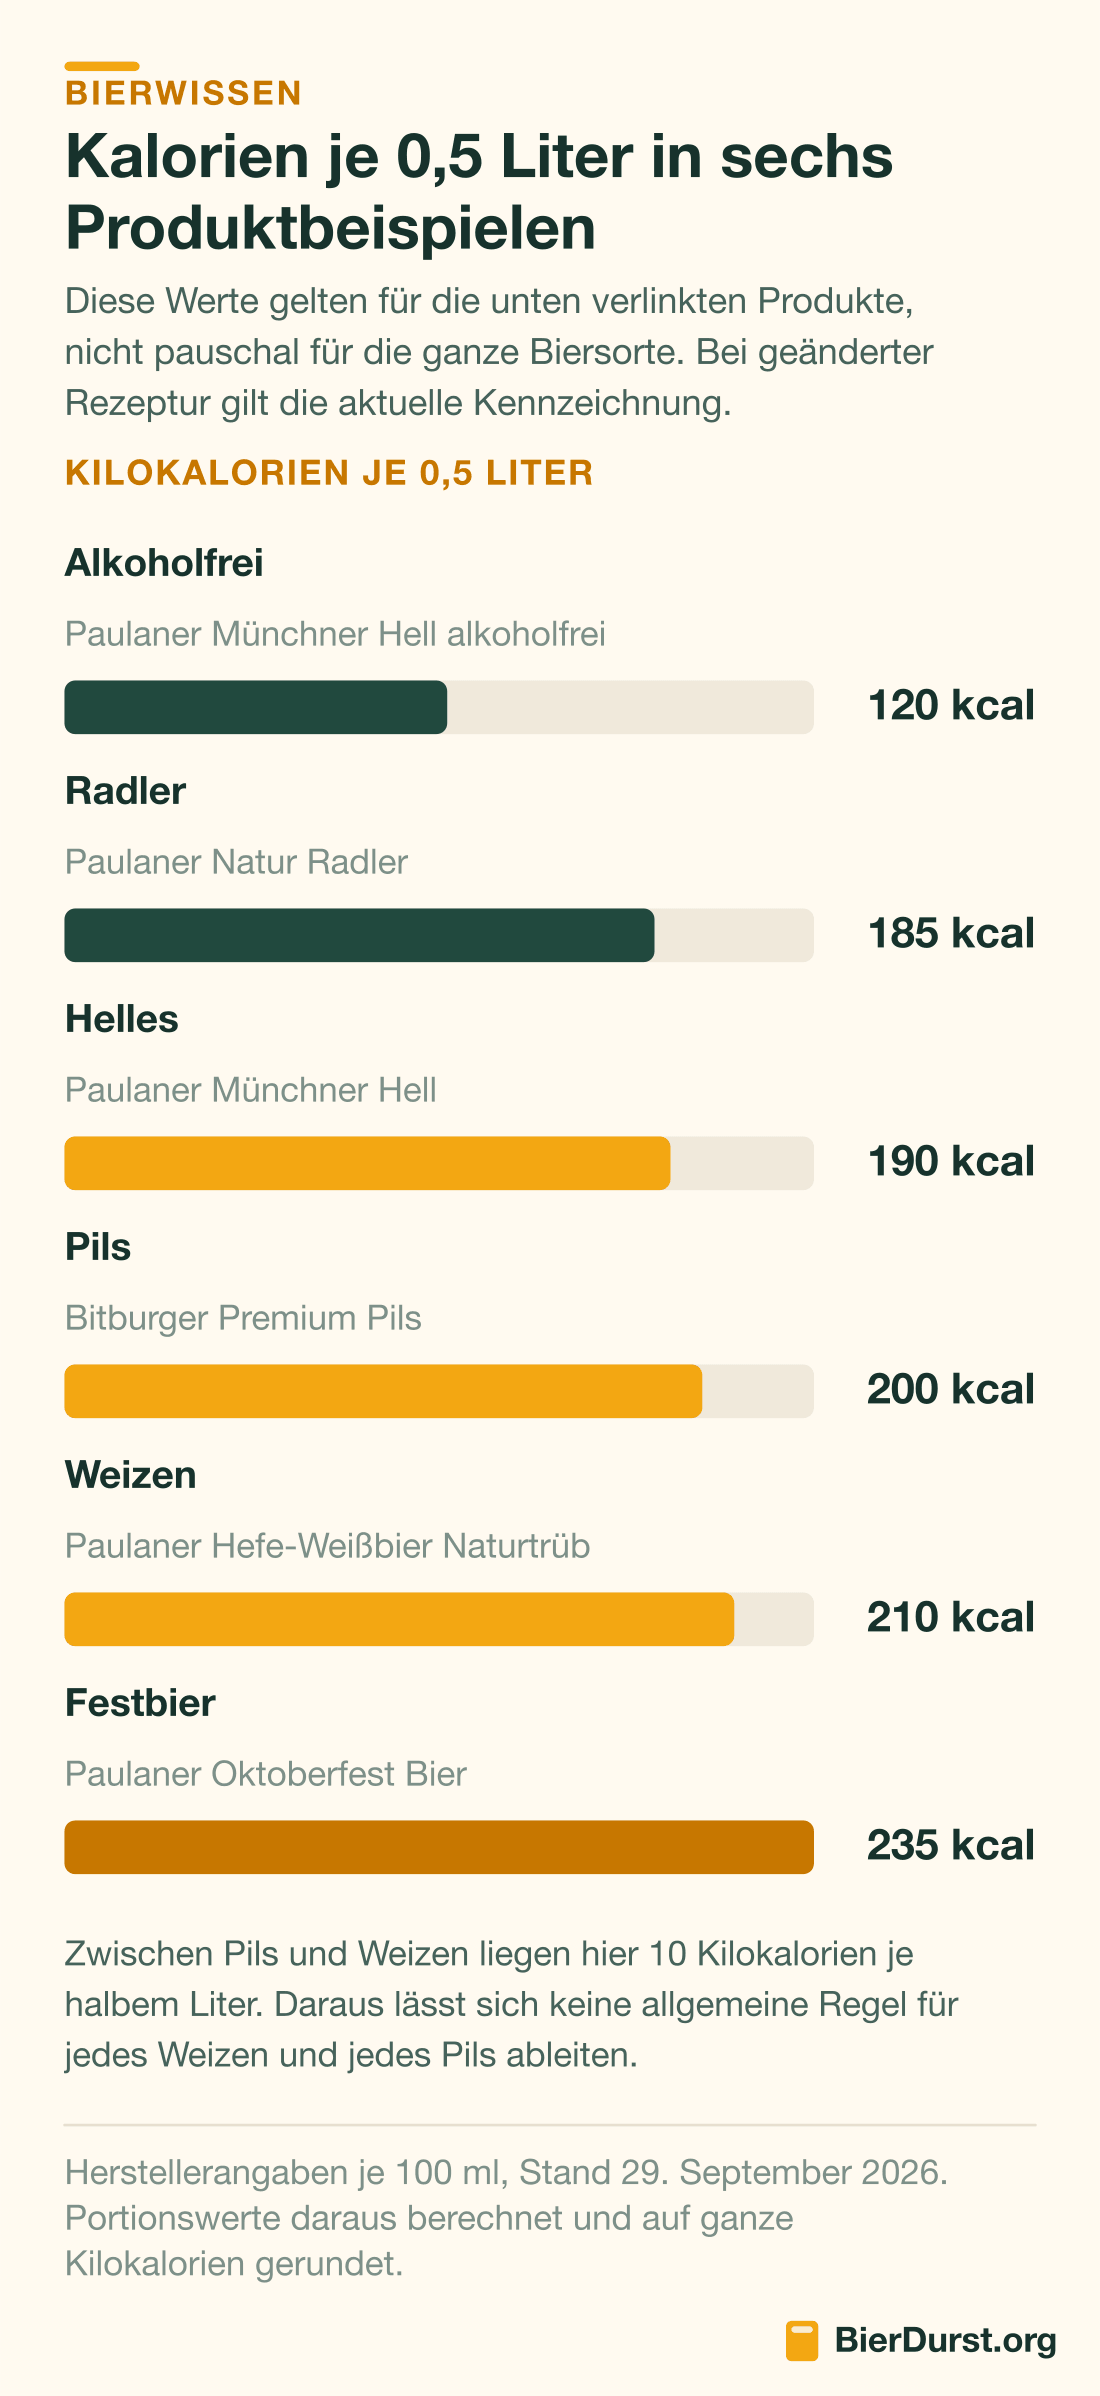 BIERWISSEN
Kalorien je 0,5 Liter in sechs
Produktbeispielen
Diese Werte gelten für die unten verlinkten Produkte,
nicht pauschal für die ganze Biersorte. Bei geänderter
Rezeptur gilt die aktuelle Kennzeichnung.
KILOKALORIEN JE 0,5 LITER
Alkoholfrei
Paulaner Münchner Hell alkoholfrei
120 kcal
Radler
Paulaner Natur Radler
185 kcal
Helles
Paulaner Münchner Hell
190 kcal
Pils
Bitburger Premium Pils
200 kcal
Weizen
Paulaner Hefe-Weißbier Naturtrüb
210 kcal
Festbier
Paulaner Oktoberfest Bier
235 kcal
Zwischen Pils und Weizen liegen hier 10 Kilokalorien je
halbem Liter. Daraus lässt sich keine allgemeine Regel für
jedes Weizen und jedes Pils ableiten.
Herstellerangaben je 100 ml, Stand 29. September 2026.
Portionswerte daraus berechnet und auf ganze
Kilokalorien gerundet.
BierDurst.org